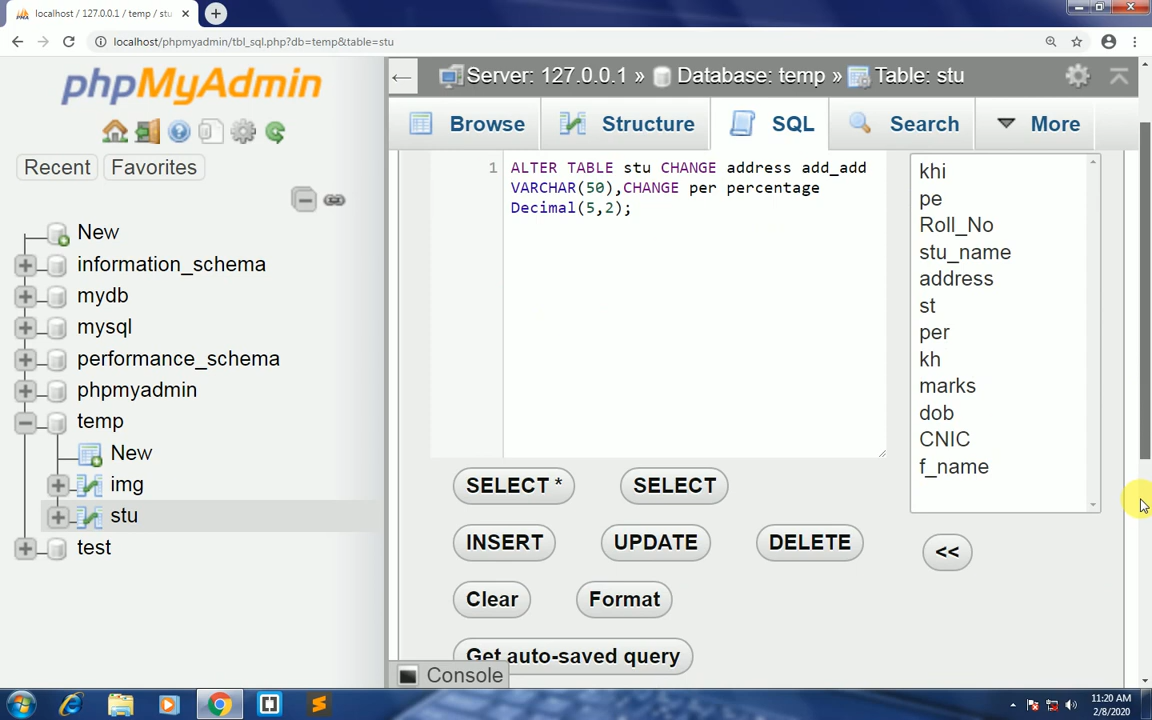 localhost / 127.0.0.1 / temp / stu
localhost/phpmyadmin/tbl_sql.php?db=temp&table=stu
phpMyAdmin
Recent
Favorites
New
information_schema
mydb
mysql
performance_schema
phpmyadmin
temp
New
img
stu
test
Server: 127.0.0.1 » Database: temp » Table: stu
Browse
Structure
SQL
Search
More
1
ALTER TABLE stu CHANGE address add_add
VARCHAR(50),CHANGE per percentage
Decimal(5,2);
khi
pe
Roll_No
stu_name
address
st
per
kh
marks
dob
CNIC
f_name
SELECT *
SELECT
INSERT
UPDATE
DELETE
<<
Clear
Format
Get auto-saved query
Console
11:20 AM
2/8/2020